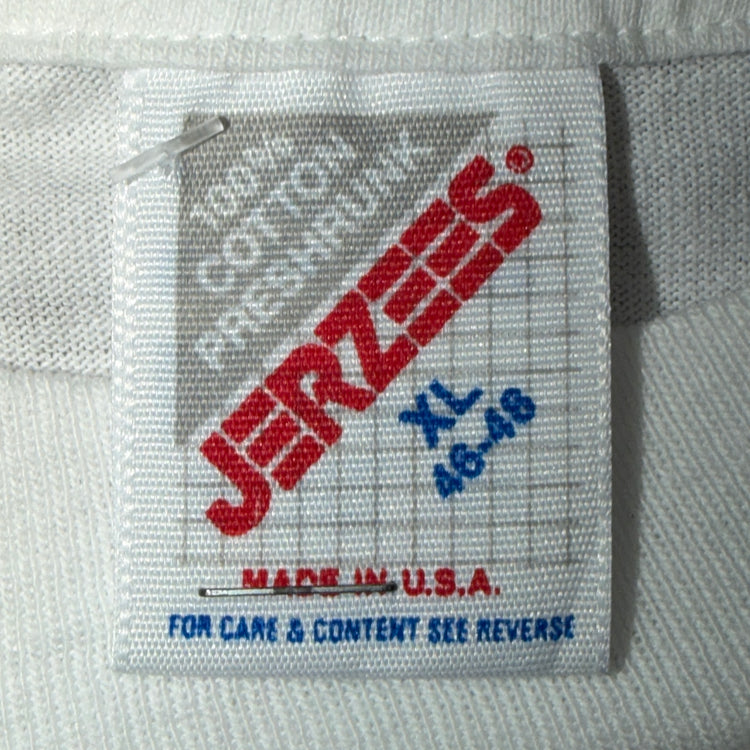 100%
COTTON
PRESHRUNK
JERZEES®
XL
46-48
MADE IN U.S.A.
FOR CARE & CONTENT SEE REVERSE